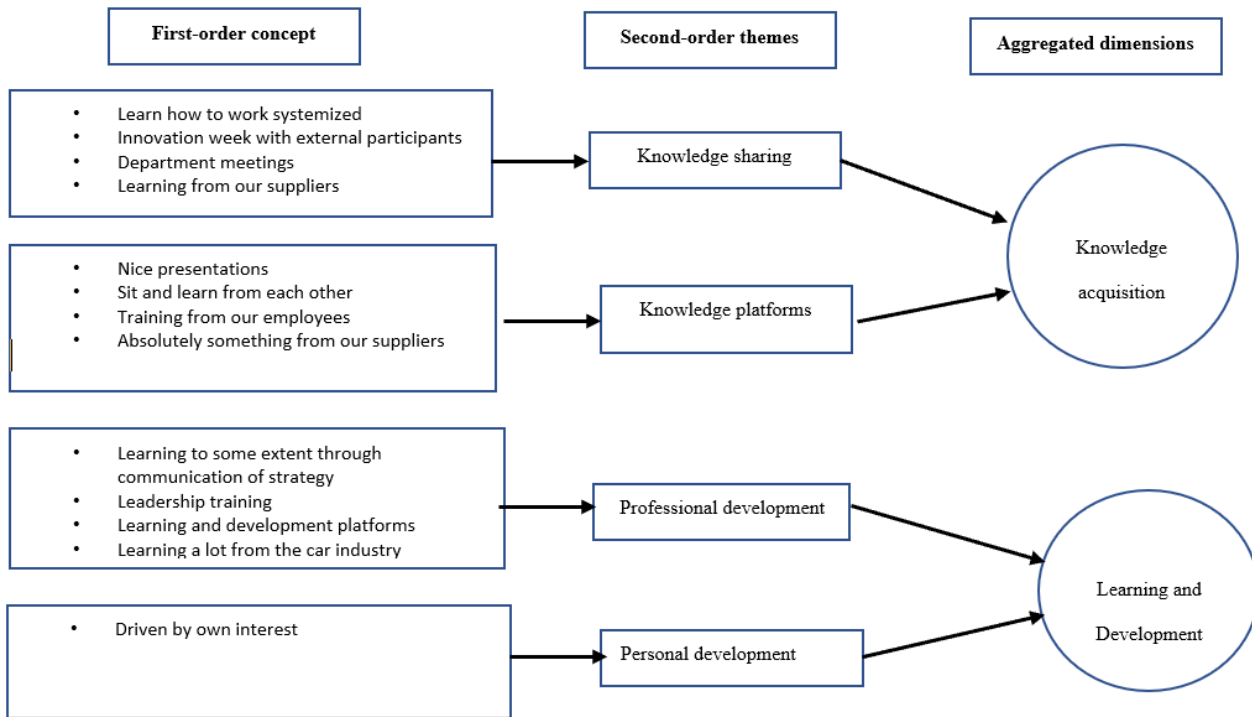 First-order concept
Second-order themes
Aggregated dimensions
• Learn how to work systemized
• Innovation week with external participants
• Department meetings
• Learning from our suppliers
Knowledge sharing
• Nice presentations
• Sit and learn from each other
• Training from our employees
• Absolutely something from our suppliers
Knowledge platforms
Knowledge
acquisition
• Learning to some extent through
communication of strategy
• Leadership training
• Learning and development platforms
• Learning a lot from the car industry
Professional development
• Driven by own interest
Personal development
Learning and
Development